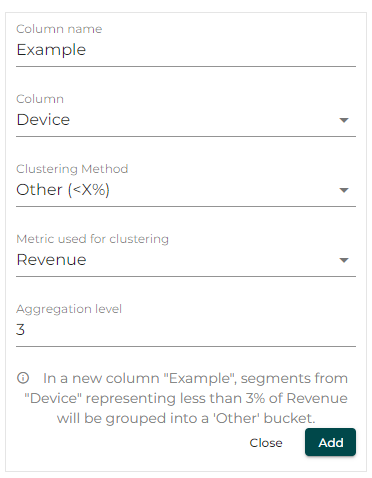 Column name
Example
Column
Device
Clustering Method
Other (<X%)
Metric used for clustering
Revenue
Aggregation level
3
In a new column "Example", segments from
"Device" representing less than 3% of Revenue
will be grouped into a 'Other' bucket.
Close Add